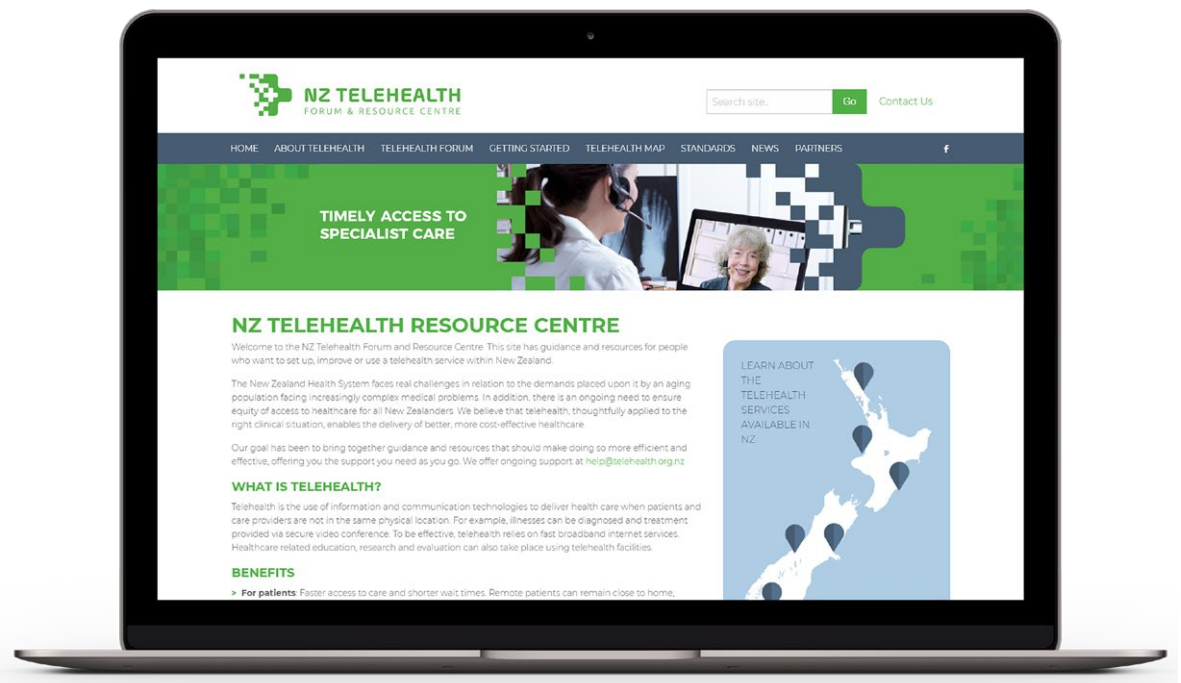 NZ TELEHEALTH
FORUM & RESOURCE CENTRE
Search site..
Go
Contact Us
HOME ABOUT TELEHEALTH TELEHEALTH FORUM GETTING STARTED TELEHEALTH MAP STANDARDS NEWS PARTNERS f
TIMELY ACCESS TO
SPECIALIST CARE
NZ TELEHEALTH RESOURCE CENTRE
Welcome to the NZ Telehealth Forum and Resource Centre. This site has guidance and resources for people
who want to set up, improve or use a telehealth service within New Zealand.
The New Zealand Health System faces real challenges in relation to the demands placed upon it by an aging
population facing increasingly complex medical problems. In addition, there is an ongoing need to ensure
equity of access to healthcare for all New Zealanders. We believe that telehealth, thoughtfully applied to the
right clinical situation, enables the delivery of better, more cost-effective healthcare.
Our goal has been to bring together guidance and resources that should make doing so more efficient and
effective, offering you the support you need as you go. We offer ongoing support at help@telehealth.org.nz
WHAT IS TELEHEALTH?
Telehealth is the use of information and communication technologies to deliver health care when patients and
care providers are not in the same physical location. For example, illnesses can be diagnosed and treatment
provided via secure video conference. To be effective, telehealth relies on fast broadband internet services.
Healthcare related education, research and evaluation can also take place using telehealth facilities.
BENEFITS
> For patients: Faster access to care and shorter wait times. Remote patients can remain close to home,
LEARN ABOUT
THE
TELEHEALTH
SERVICES
AVAILABLE IN
NZ